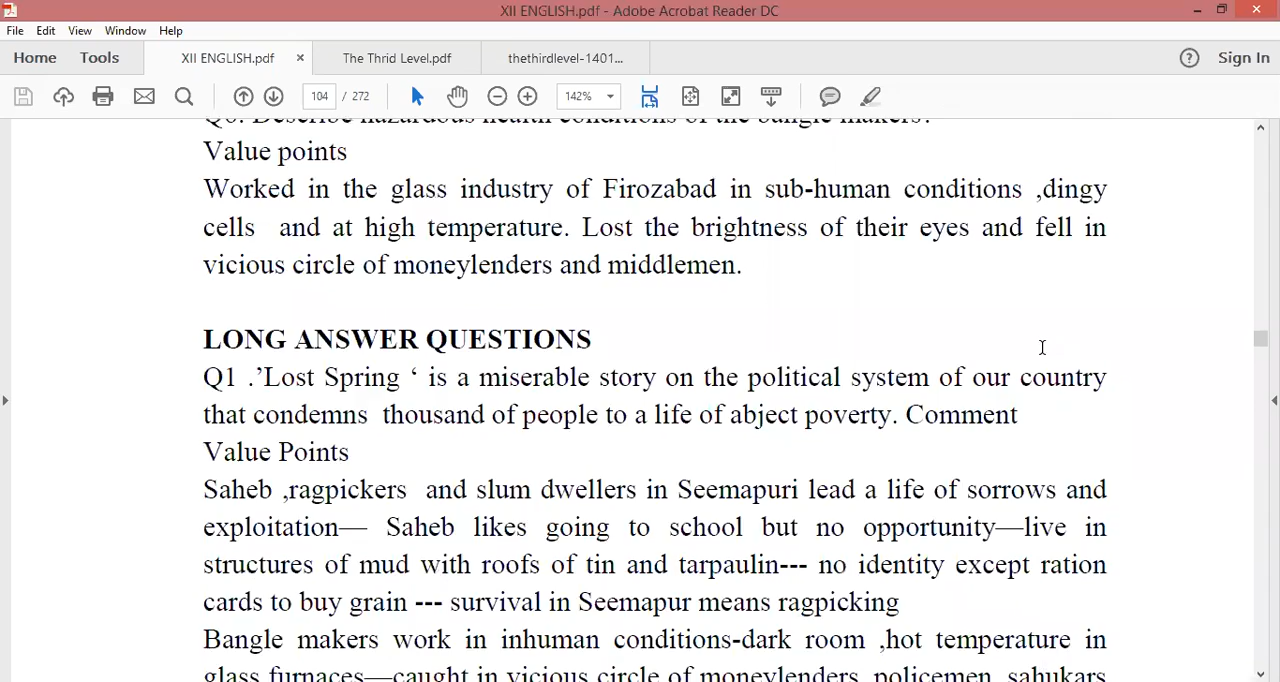 XII ENGLISH.pdf - Adobe Acrobat Reader DC
File Edit View Window Help
Home Tools XII ENGLISH.pdf × The Thrid Level.pdf thethirdlevel-1401... ? Sign In
104 / 272 142%
Q6. Describe hazardous health conditions of the bangle makers?
Value points
Worked in the glass industry of Firozabad in sub-human conditions ,dingy
cells and at high temperature. Lost the brightness of their eyes and fell in
vicious circle of moneylenders and middlemen.
LONG ANSWER QUESTIONS
Q1 .’Lost Spring ‘ is a miserable story on the political system of our country
that condemns thousand of people to a life of abject poverty. Comment
Value Points
Saheb ,ragpickers and slum dwellers in Seemapuri lead a life of sorrows and
exploitation— Saheb likes going to school but no opportunity—live in
structures of mud with roofs of tin and tarpaulin--- no identity except ration
cards to buy grain --- survival in Seemapur means ragpicking
Bangle makers work in inhuman conditions-dark room ,hot temperature in
glass furnaces—caught in vicious circle of moneylenders, policemen, sahukars